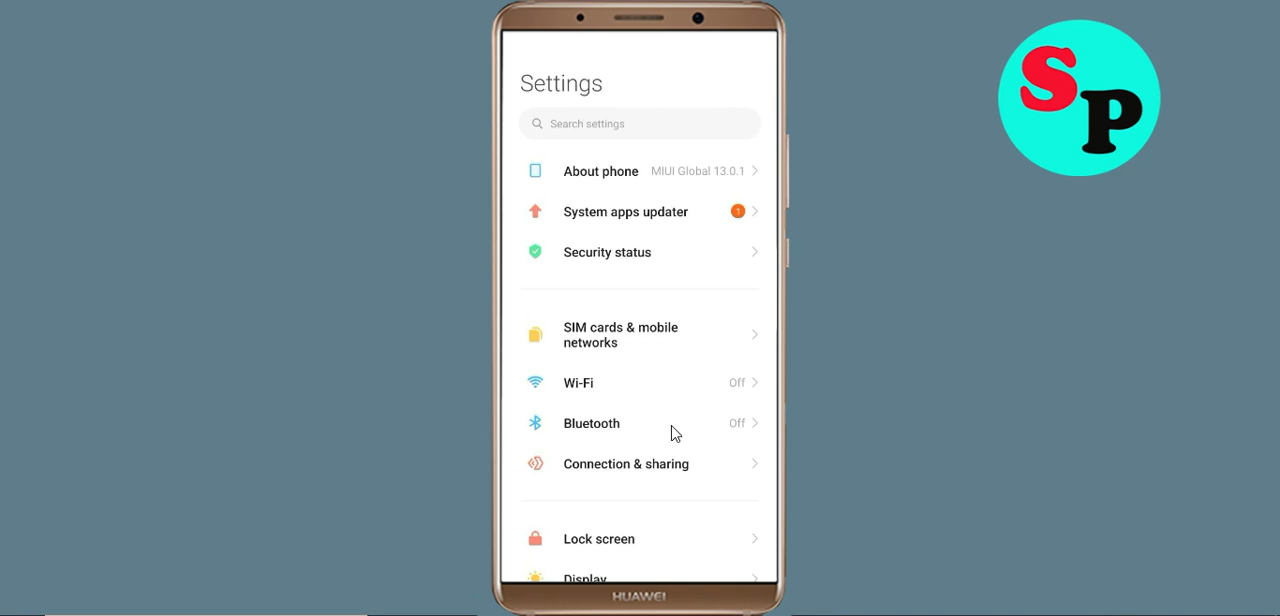 S
P
Settings
Search settings
About phone MIUI Global 13.0.1
System apps updater 1
Security status
SIM cards & mobile
networks
Wi-Fi Off
Bluetooth Off
Connection & sharing
Lock screen
Display
HUAWEI